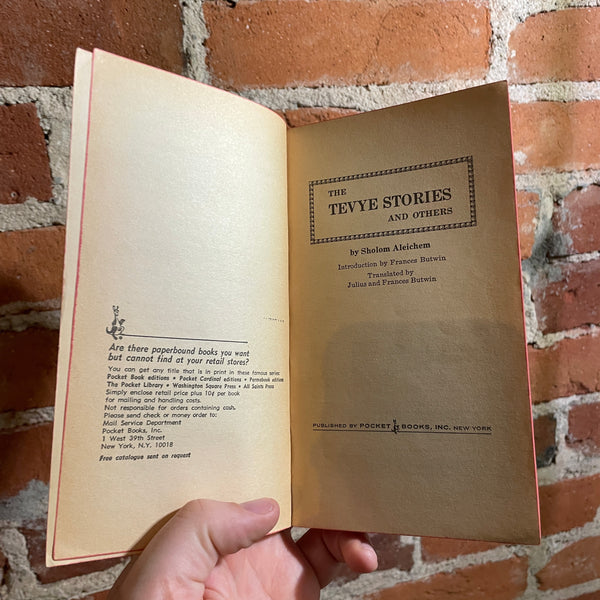 Are there paperbound books you want
but cannot find at your retail stores?
You can get any title that is in print in these famous series:
Pocket Book editions • Pocket Cardinal editions • Permabook editions
The Pocket Library • Washington Square Press • All Saints Press
Simply enclose retail price plus 10¢ per book
for mailing and handling costs.
Not responsible for orders containing cash.
Please send check or money order to:
Mail Service Department
Pocket Books, Inc.
1 West 39th Street
New York, N.Y. 10018
Free catalogue sent on request
THE
TEVYE STORIES
AND OTHERS
by Sholom Aleichem
Introduction by Frances Butwin
Translated by
Julius and Frances Butwin
PUBLISHED BY POCKET BOOKS, INC. NEW YORK